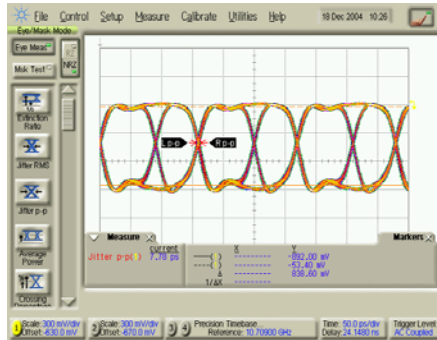 File Control Setup Measure Calibrate Utilities Help 18 Dec 2004 10:26
Eye/Mask Mode
Eye Meas
NRZ
Msk Test
Extinction Ratio
Jitter RMS
Jitter p-p
Average Power
Crossing
L p-p R p-p
Measure
current
Jitter p-p( ) 7.78 ps
Markers
X Y
---( ) --------- -892.00 mV
---( ) --------- -53.40 mV
Δ --------- 838.60 mV
1/ΔX ---------
1 Scale: 300 mV/div
Offset: -630.0 mV
2 Scale: 300 mV/div
Offset: -670.0 mV
3 4 Precision Timebase...
Reference: 10.70900 GHz
Time: 50.0 ps/div
Delay: 24.1480 ns
Trigger Level
AC Coupled